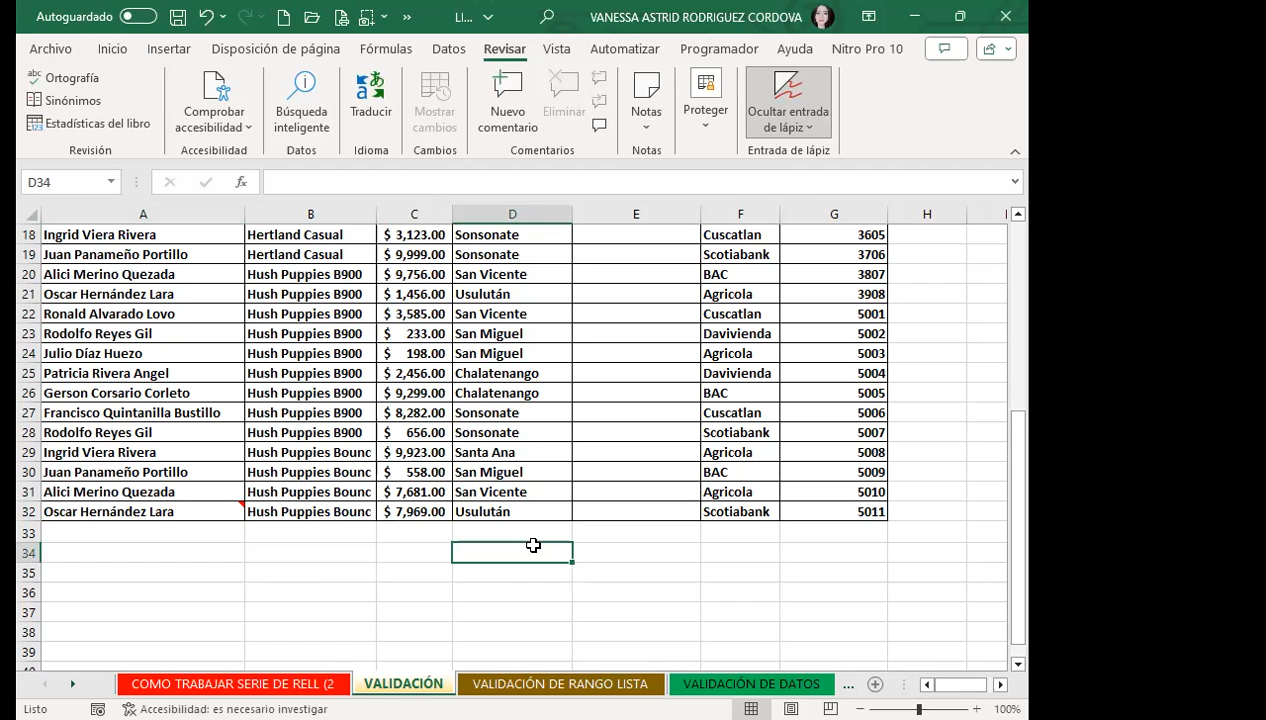 Autoguardado
LI...
VANESSA ASTRID RODRIGUEZ CORDOVA
Archivo Inicio Insertar Disposición de página Fórmulas Datos Revisar Vista Automatizar Programador Ayuda Nitro Pro 10
abc Ortografía
Sinónimos
123 Estadísticas del libro
Revisión
Comprobar accesibilidad
Accesibilidad
Búsqueda inteligente
Datos
Traducir
Idioma
Mostrar cambios
Cambios
Nuevo comentario
Eliminar
Comentarios
Notas
Notas
Proteger
Ocultar entrada de lápiz
Entrada de lápiz
D34
fx
A B C D E F G H I
18 Ingrid Viera Rivera Hertland Casual $ 3,123.00 Sonsonate Cuscatlan 3605
19 Juan Panameño Portillo Hertland Casual $ 9,999.00 Sonsonate Scotiabank 3706
20 Alici Merino Quezada Hush Puppies B900 $ 9,756.00 San Vicente BAC 3807
21 Oscar Hernández Lara Hush Puppies B900 $ 1,456.00 Usulután Agricola 3908
22 Ronald Alvarado Lovo Hush Puppies B900 $ 3,585.00 San Vicente Cuscatlan 5001
23 Rodolfo Reyes Gil Hush Puppies B900 $ 233.00 San Miguel Davivienda 5002
24 Julio Díaz Huezo Hush Puppies B900 $ 198.00 San Miguel Agricola 5003
25 Patricia Rivera Angel Hush Puppies B900 $ 2,456.00 Chalatenango Davivienda 5004
26 Gerson Corsario Corleto Hush Puppies B900 $ 9,299.00 Chalatenango BAC 5005
27 Francisco Quintanilla Bustillo Hush Puppies B900 $ 8,282.00 Sonsonate Cuscatlan 5006
28 Rodolfo Reyes Gil Hush Puppies B900 $ 656.00 Sonsonate Scotiabank 5007
29 Ingrid Viera Rivera Hush Puppies Bounc $ 9,923.00 Santa Ana Agricola 5008
30 Juan Panameño Portillo Hush Puppies Bounc $ 558.00 San Miguel BAC 5009
31 Alici Merino Quezada Hush Puppies Bounc $ 7,681.00 San Vicente Agricola 5010
32 Oscar Hernández Lara Hush Puppies Bounc $ 7,969.00 Usulután Scotiabank 5011
33
34
35
36
37
38
39
COMO TRABAJAR SERIE DE RELL (2 VALIDACIÓN VALIDACIÓN DE RANGO LISTA VALIDACIÓN DE DATOS ...
Listo Accesibilidad: es necesario investigar 100%